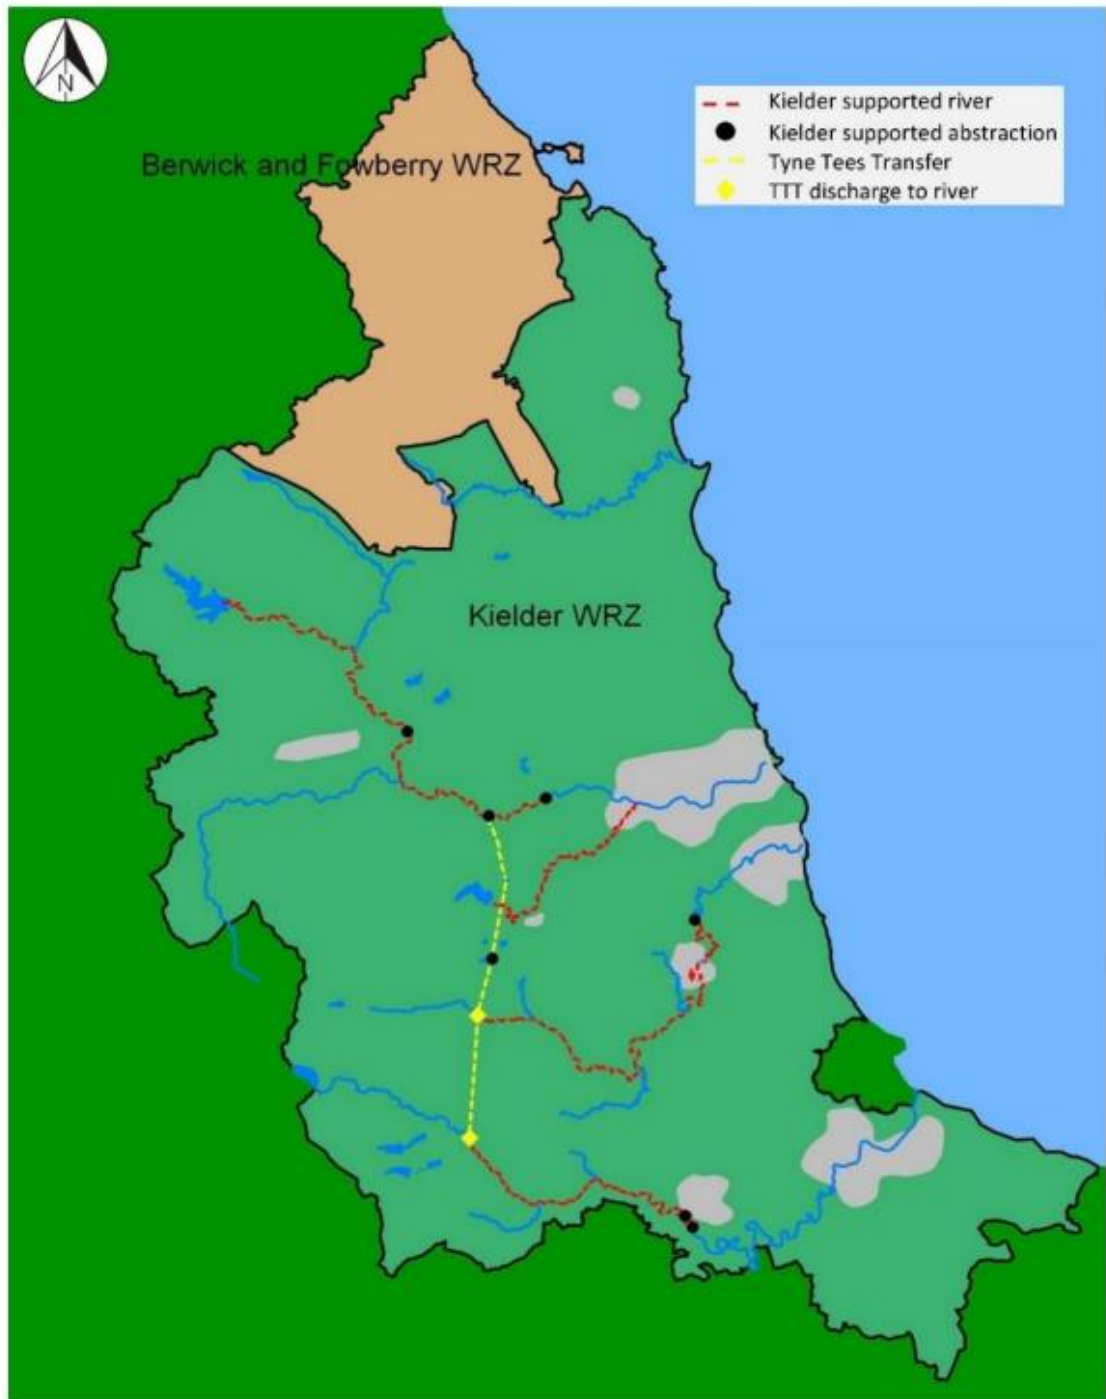 N
Kielder supported river
Kielder supported abstraction
Tyne Tees Transfer
TTT discharge to river
Berwick and Fowberry WRZ
Kielder WRZ